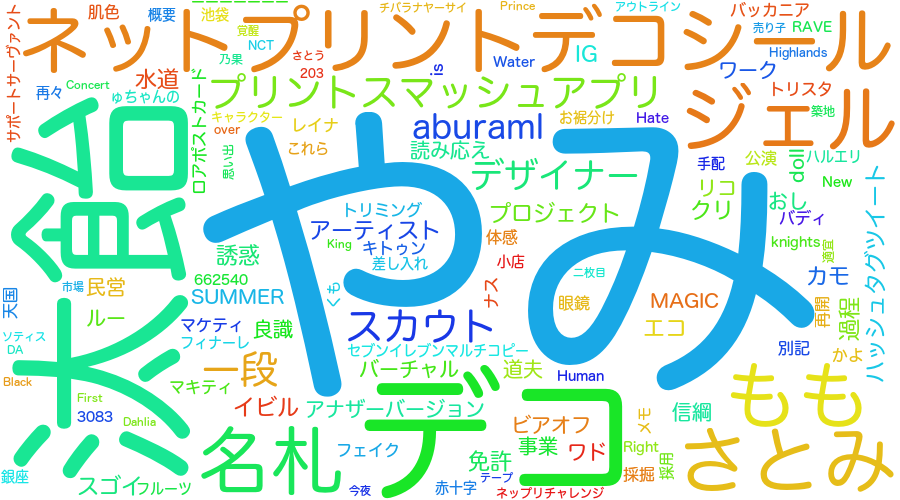 ネットプリントデコシール
サポートサーヴァント
肌色
概要
池袋
覚醒
NCT
乃果
チバラナヤーサイ
さとう
203
Prince
アウトライン
バッカニア
売り子
RAVE
Highlands
is
Water
IG
ワーク
再々
Concert
水道
ゅちゃんの
ロアポストカード
プリントスマッシュアプリ
トリスタ
築地
ジェル
キャラクター
over
レイナ
これら
思い出
aburaml
読み応え
お裾分け
Hate
手配
公演
doll
ハルエリ
New
ハッシュタグツイート
デザイナー
リコ
クリ
おし
バディ
トリミング
アーティスト
King
キトゥン
差し入れ
プロジェクト
体感
小店
knights
適宜
カモ
誘惑
662540
SUMMER
やみ
くも
ナス
二枚目
眼鏡
MAGIC
エコ
再開
過程
別記
かよ
天国
市場
民営
ルー
マケティ
フィナーレ
良識
スカウト
セブンイレブンマルチコピー
ソティス
DA
Black
First
3083
Dahlia
マキティ
一段
バーチャル
道夫
Human
イビル
アナザーバージョン
デコ
ビアオフ
事業
ワド
メモ
信綱
もも
さとみ
名札
フェイク
免許
Right
採掘
採用
銀座
スゴイ
フルーツ
今夜
赤十字
テープ
ネップリチャレンジ